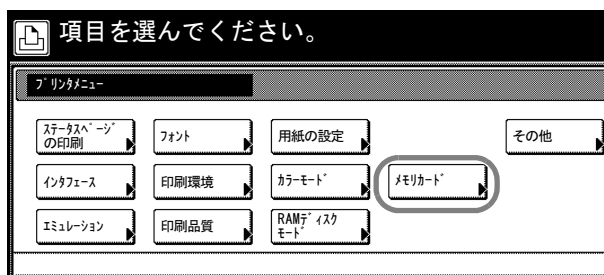 項目を選んでください。
ﾌﾟﾘﾝﾀﾒﾆｭｰ
ｽﾃｰﾀｽﾍﾟｰｼﾞ
の印刷
ﾌｫﾝﾄ
用紙の設定
その他
ｲﾝﾀﾌｪｰｽ
印刷環境
ｶﾗｰﾓｰﾄﾞ
ﾒﾓﾘｶｰﾄﾞ
ｴﾐｭﾚｰｼｮﾝ
印刷品質
RAMﾃﾞｨｽｸ
ﾓｰﾄﾞ